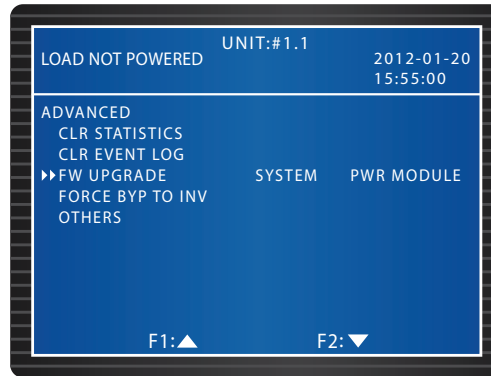 UNIT:#1.1
LOAD NOT POWERED 2012-01-20
15:55:00
ADVANCED
CLR STATISTICS
CLR EVENT LOG
FW UPGRADE SYSTEM PWR MODULE
FORCE BYP TO INV
OTHERS
F1: F2: